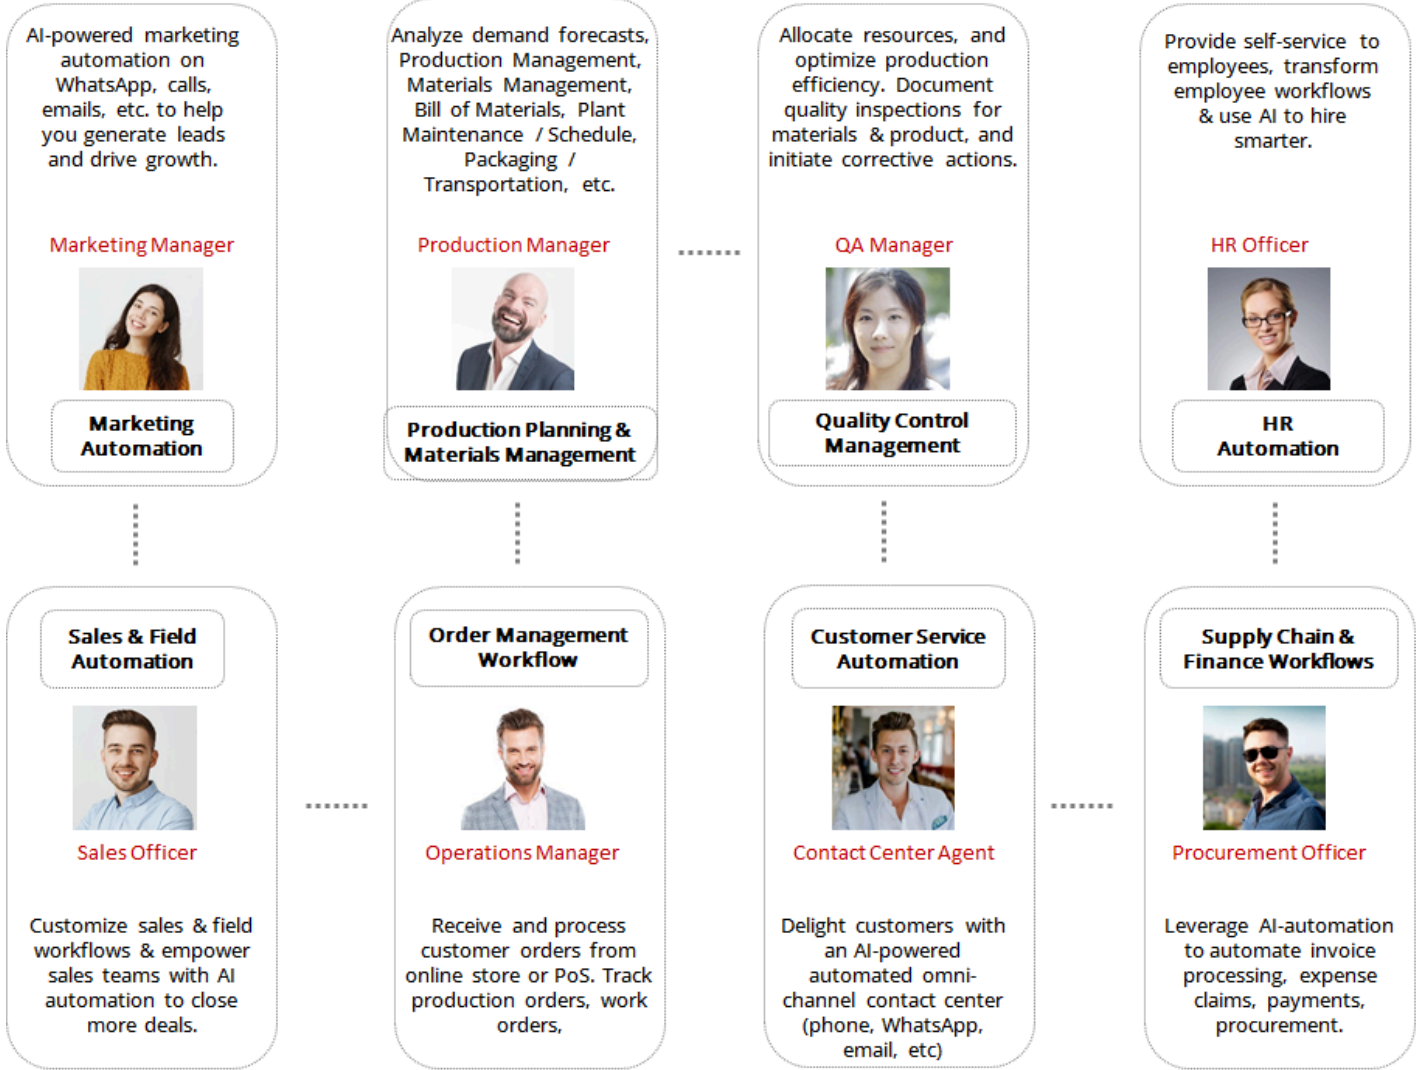 AI-powered marketing
automation on
WhatsApp, calls,
emails, etc. to help
you generate leads
and drive growth.
Marketing Manager
Marketing
Automation
Analyze demand forecasts,
Production Management,
Materials Management,
Bill of Materials, Plant
Maintenance / Schedule,
Packaging /
Transportation, etc.
Production Manager
Production Planning &
Materials Management
Allocate resources, and
optimize production
efficiency. Document
quality inspections for
materials & product, and
initiate corrective actions.
QA Manager
Quality Control
Management
Provide self-service to
employees, transform
employee workflows
& use AI to hire
smarter.
HR Officer
HR
Automation
Sales & Field
Automation
Sales Officer
Customize sales & field
workflows & empower
sales teams with AI
automation to close
more deals.
Order Management
Workflow
Operations Manager
Receive and process
customer orders from
online store or PoS. Track
production orders, work
orders,
Customer Service
Automation
Contact Center Agent
Delight customers with
an AI-powered
automated omni-
channel contact center
(phone, WhatsApp,
email, etc)
Supply Chain &
Finance Workflows
Procurement Officer
Leverage AI-automation
to automate invoice
processing, expense
claims, payments,
procurement.